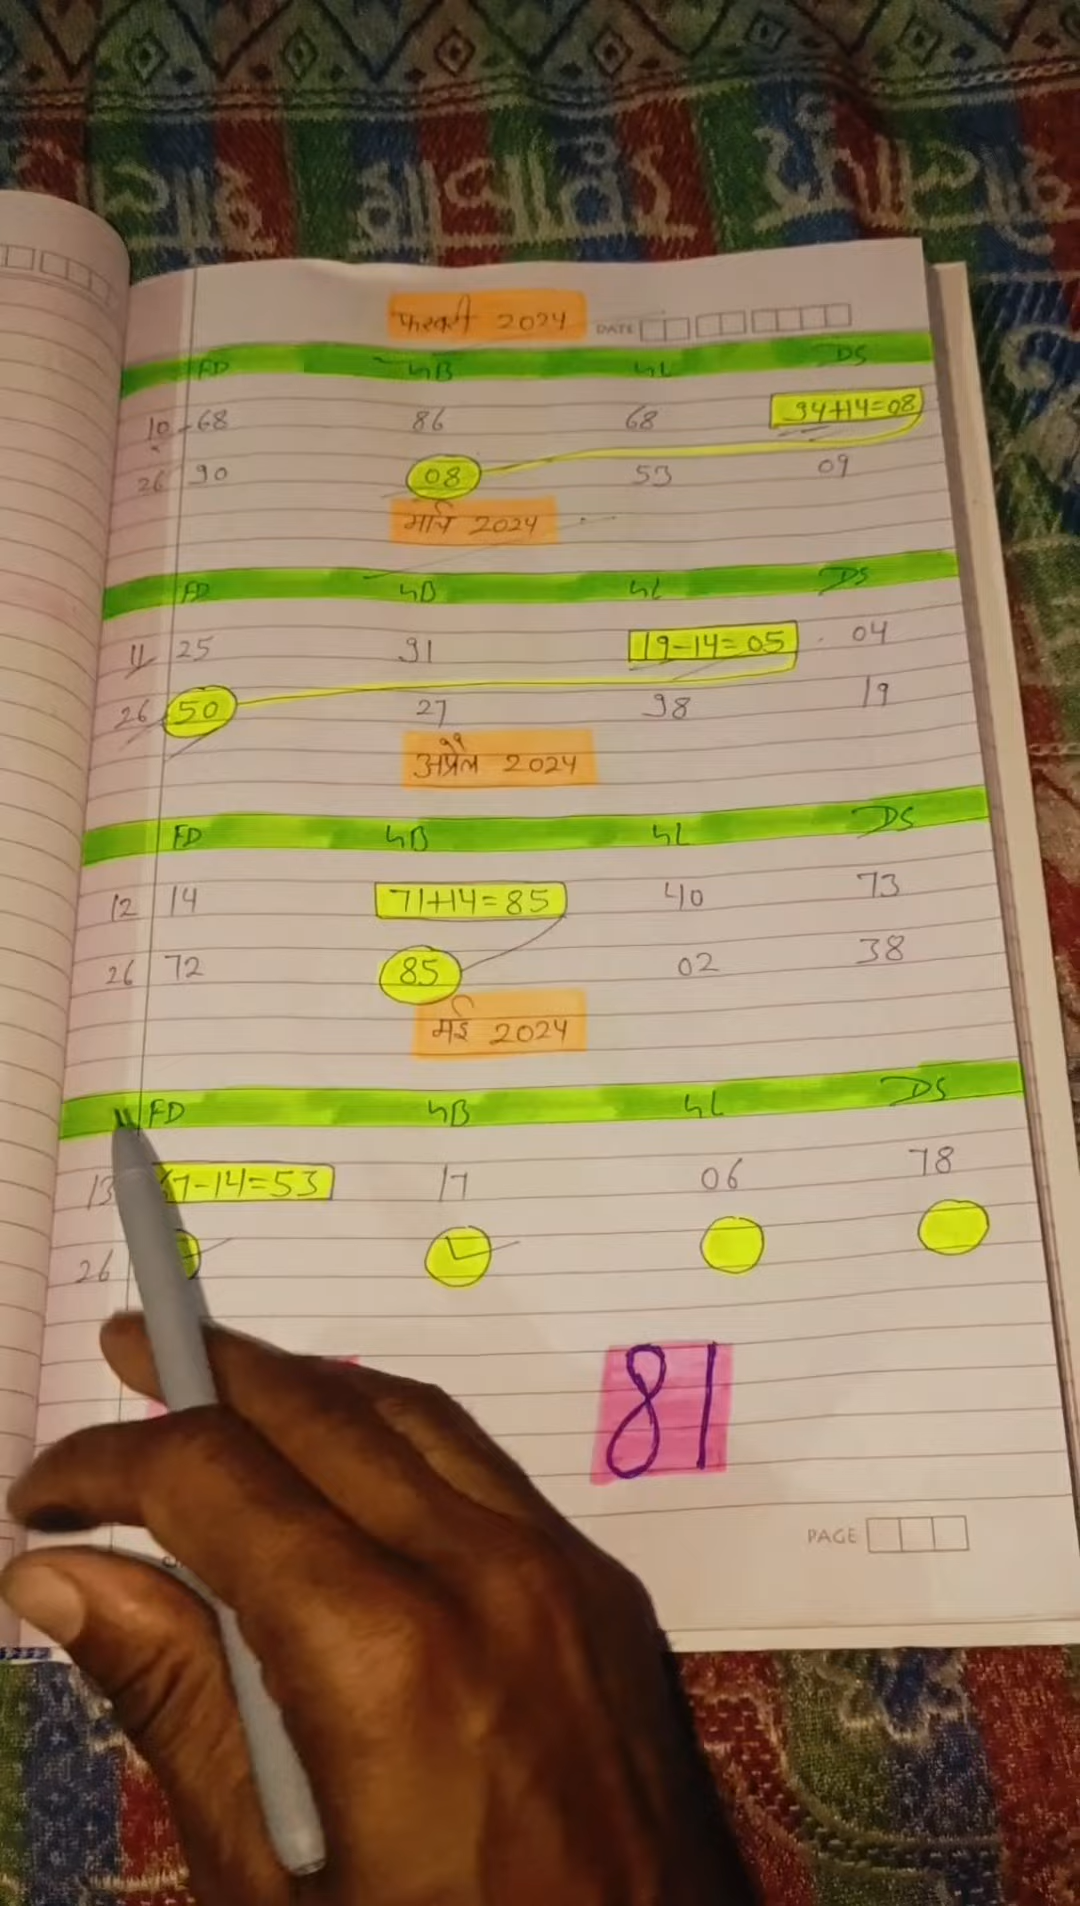 फरवरी 2024 DATE
FD GB GL DS
10 68 86 68 94+14=08
26 90 08 53 09
मार्च 2024
FD GB GL DS
11 25 91 19-14=05 04
26 50 27 98 19
अप्रैल 2024
FD GB GL DS
12 14 71+14=85 40 73
26 72 85 02 38
मई 2024
FD GB GL DS
13 67-14=53 17 06 78
26
81
PAGE